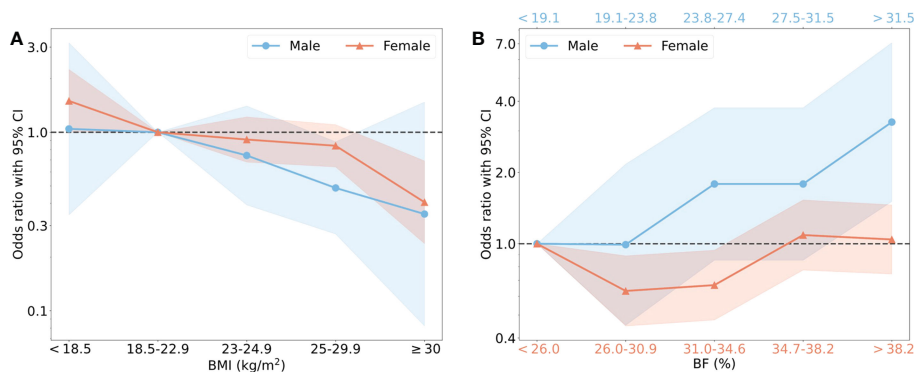 A
Male Female
Odds ratio with 95% CI
3.0
1.0
0.3
0.1
< 18.5 18.5-22.9 23-24.9 25-29.9 ≥ 30
BMI (kg/m²)
B
< 19.1 19.1-23.8 23.8-27.4 27.5-31.5 > 31.5
Male Female
Odds ratio with 95% CI
7.0
4.0
2.0
1.0
0.4
< 26.0 26.0-30.9 31.0-34.6 34.7-38.2 > 38.2
BF (%)